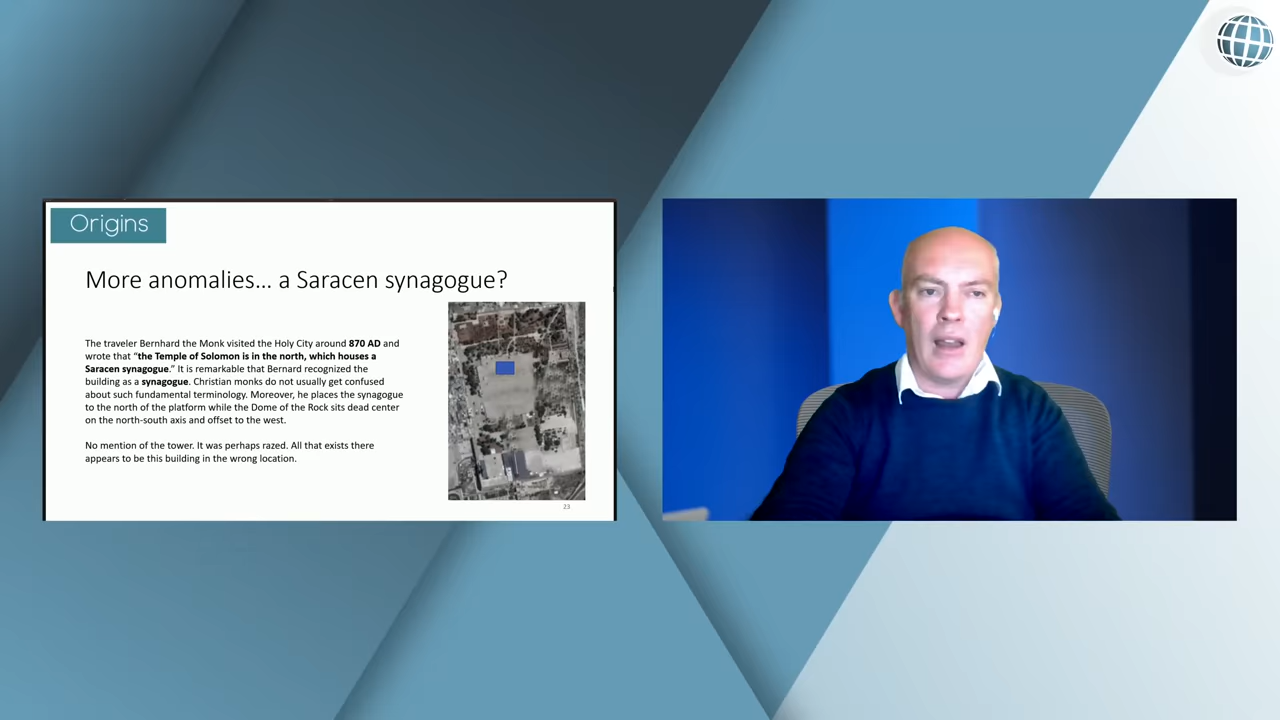 Origins
More anomalies... a Saracen synagogue?
The traveler Bernhard the Monk visited the Holy City around 870 AD and
wrote that “the Temple of Solomon is in the north, which houses a
Saracen synagogue.” It is remarkable that Bernard recognized the
building as a synagogue. Christian monks do not usually get confused
about such fundamental terminology. Moreover, he places the synagogue
to the north of the platform while the Dome of the Rock sits dead center
on the north-south axis and offset to the west.
No mention of the tower. It was perhaps razed. All that exists there
appears to be this building in the wrong location.
23